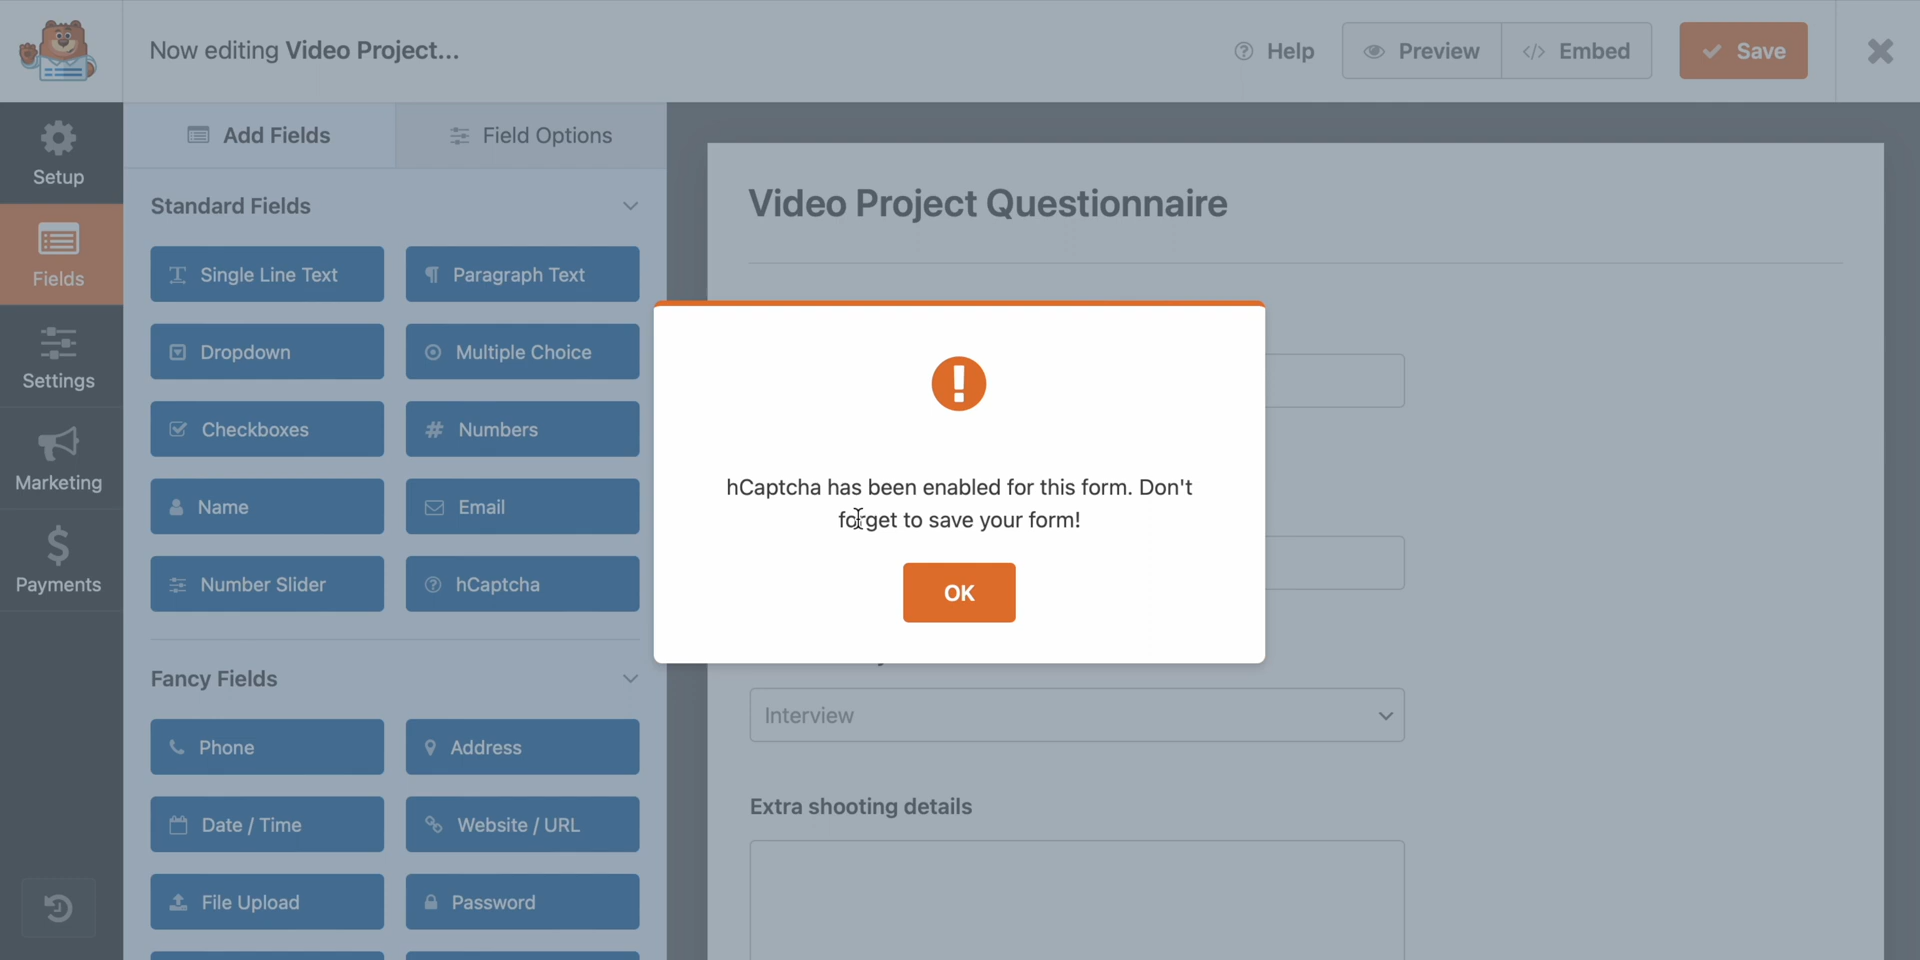 Now editing Video Project...
Help
Preview
Embed
Save
Setup
Fields
Settings
Marketing
Payments
Add Fields
Field Options
Standard Fields
Single Line Text
Paragraph Text
Dropdown
Multiple Choice
Checkboxes
Numbers
Name
Email
Number Slider
hCaptcha
Fancy Fields
Phone
Address
Date / Time
Website / URL
File Upload
Password
Video Project Questionnaire
hCaptcha has been enabled for this form. Don't
forget to save your form!
OK
Interview
Extra shooting details